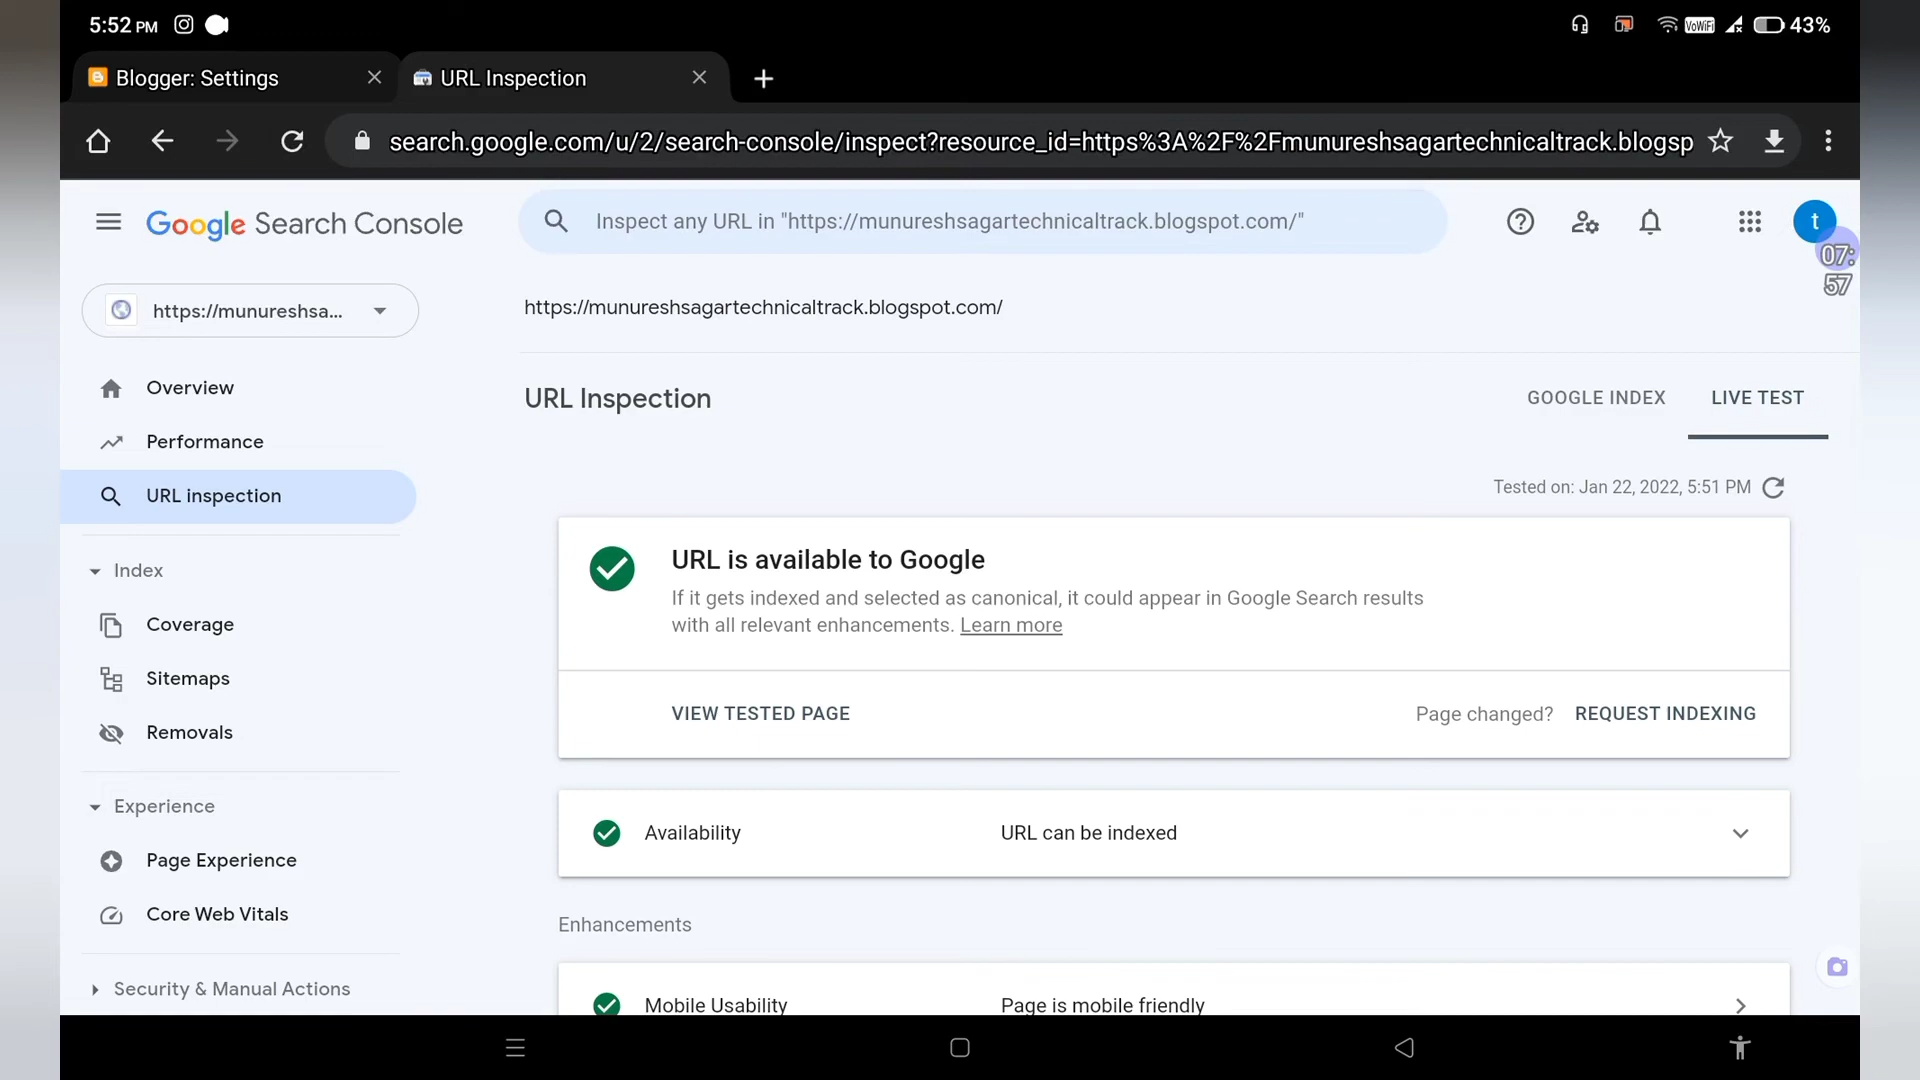 5:52 PM
VoWiFi
43%
Blogger: Settings
URL Inspection
search.google.com/u/2/search-console/inspect?resource_id=https%3A%2F%2Fmunureshsagartechnicaltrack.blogsp
Google Search Console
Inspect any URL in "https://munureshsagartechnicaltrack.blogspot.com/"
t
07:
57
https://munureshsa...
https://munureshsagartechnicaltrack.blogspot.com/
Overview
Performance
URL inspection
Index
Coverage
Sitemaps
Removals
Experience
Page Experience
Core Web Vitals
Security & Manual Actions
URL Inspection
GOOGLE INDEX
LIVE TEST
Tested on: Jan 22, 2022, 5:51 PM
URL is available to Google
If it gets indexed and selected as canonical, it could appear in Google Search results
with all relevant enhancements. Learn more
VIEW TESTED PAGE
Page changed?
REQUEST INDEXING
Availability
URL can be indexed
Enhancements
Mobile Usability
Page is mobile friendly